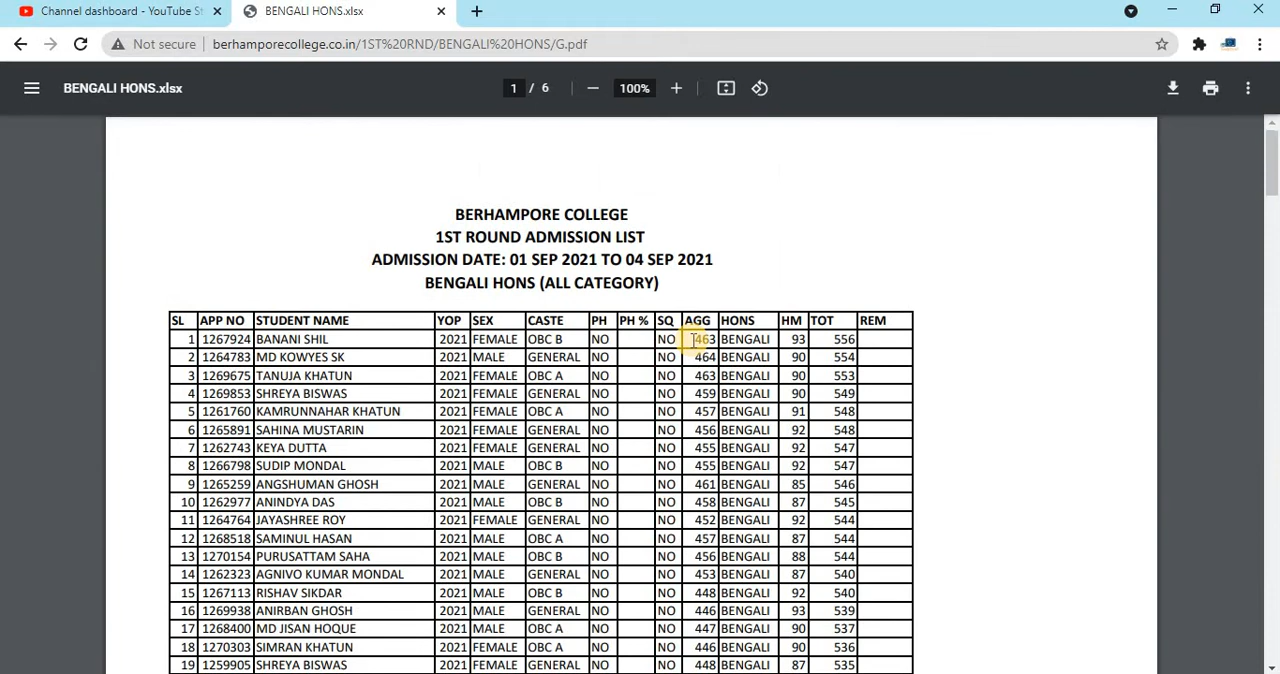 Channel dashboard - YouTube St
BENGALI HONS.xlsx
Not secure berhamporecollege.co.in/1ST%20RND/BENGALI%20HONS/G.pdf
BENGALI HONS.xlsx 1 / 6 100%
BERHAMPORE COLLEGE
1ST ROUND ADMISSION LIST
ADMISSION DATE: 01 SEP 2021 TO 04 SEP 2021
BENGALI HONS (ALL CATEGORY)
SL APP NO STUDENT NAME YOP SEX CASTE PH PH % SQ AGG HONS HM TOT REM
1 1267924 BANANI SHIL 2021 FEMALE OBC B NO NO 463 BENGALI 93 556
2 1264783 MD KOWYES SK 2021 MALE GENERAL NO NO 464 BENGALI 90 554
3 1269675 TANUJA KHATUN 2021 FEMALE OBC A NO NO 463 BENGALI 90 553
4 1269853 SHREYA BISWAS 2021 FEMALE GENERAL NO NO 459 BENGALI 90 549
5 1261760 KAMRUNNAHAR KHATUN 2021 FEMALE OBC A NO NO 457 BENGALI 91 548
6 1265891 SAHINA MUSTARIN 2021 FEMALE GENERAL NO NO 456 BENGALI 92 548
7 1262743 KEYA DUTTA 2021 FEMALE GENERAL NO NO 455 BENGALI 92 547
8 1266798 SUDIP MONDAL 2021 MALE OBC B NO NO 455 BENGALI 92 547
9 1265259 ANGSHUMAN GHOSH 2021 MALE GENERAL NO NO 461 BENGALI 85 546
10 1262977 ANINDYA DAS 2021 MALE OBC B NO NO 458 BENGALI 87 545
11 1264764 JAYASHREE ROY 2021 FEMALE GENERAL NO NO 452 BENGALI 92 544
12 1268518 SAMINUL HASAN 2021 MALE OBC A NO NO 457 BENGALI 87 544
13 1270154 PURUSATTAM SAHA 2021 MALE OBC B NO NO 456 BENGALI 88 544
14 1262323 AGNIVO KUMAR MONDAL 2021 MALE GENERAL NO NO 453 BENGALI 87 540
15 1267113 RISHAV SIKDAR 2021 MALE OBC B NO NO 448 BENGALI 92 540
16 1269938 ANIRBAN GHOSH 2021 MALE GENERAL NO NO 446 BENGALI 93 539
17 1268400 MD JISAN HOQUE 2021 MALE OBC A NO NO 447 BENGALI 90 537
18 1270303 SIMRAN KHATUN 2021 FEMALE OBC A NO NO 446 BENGALI 90 536
19 1259905 SHREYA BISWAS 2021 FEMALE GENERAL NO NO 448 BENGALI 87 535